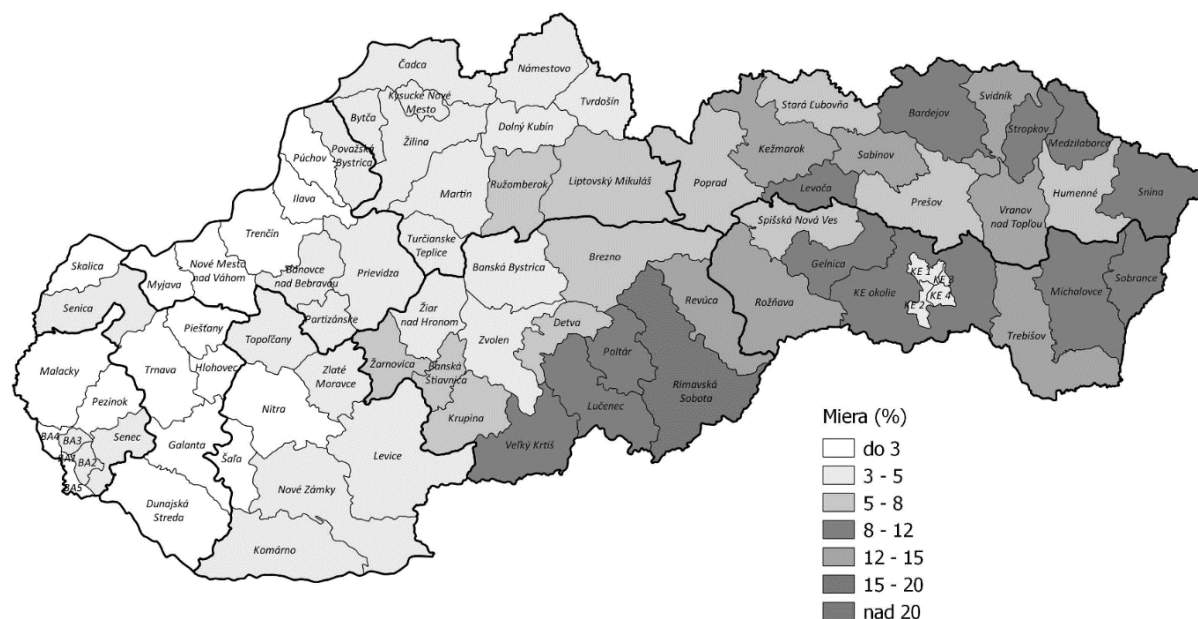 Čadca
Námestovo
Kysucké Nové
Mesto
Tvrdošín
Bytča
Dolný Kubín
Žilina
Púchov
Považská
Bystrica
Ilava
Martin
Ružomberok
Liptovský Mikuláš
Trenčín
Turčianske
Teplice
Stará Ľubovňa
Bardejov
Svidník
Stropkov
Medzilaborce
Kežmarok
Sabinov
Poprad
Levoča
Prešov
Humenné
Snina
Vranov
nad Topľou
Spišská Nová Ves
Gelnica
KE okolie
KE 1
KE 3
KE 4
KE 2
Michalovce
Sobrance
Rožňava
Trebišov
Skalica
Myjava
Nové Mesto
nad Váhom
Bánovce
nad Bebravou
Prievidza
Banská Bystrica
Brezno
Senica
Piešťany
Partizánske
Topoľčany
Žiar
nad Hronom
Zvolen
Detva
Revúca
Poltár
Malacky
Trnava
Hlohovec
Zlaté
Moravce
Žarnovica
Banská
Štiavnica
Rimavská
Sobota
Pezinok
Nitra
Krupina
Lučenec
Veľký Krtíš
BA4
BA3
Senec
BA1
BA2
BA5
Galanta
Šaľa
Levice
Nové Zámky
Dunajská
Streda
Komárno
Miera (%)
do 3
3 - 5
5 - 8
8 - 12
12 - 15
15 - 20
nad 20